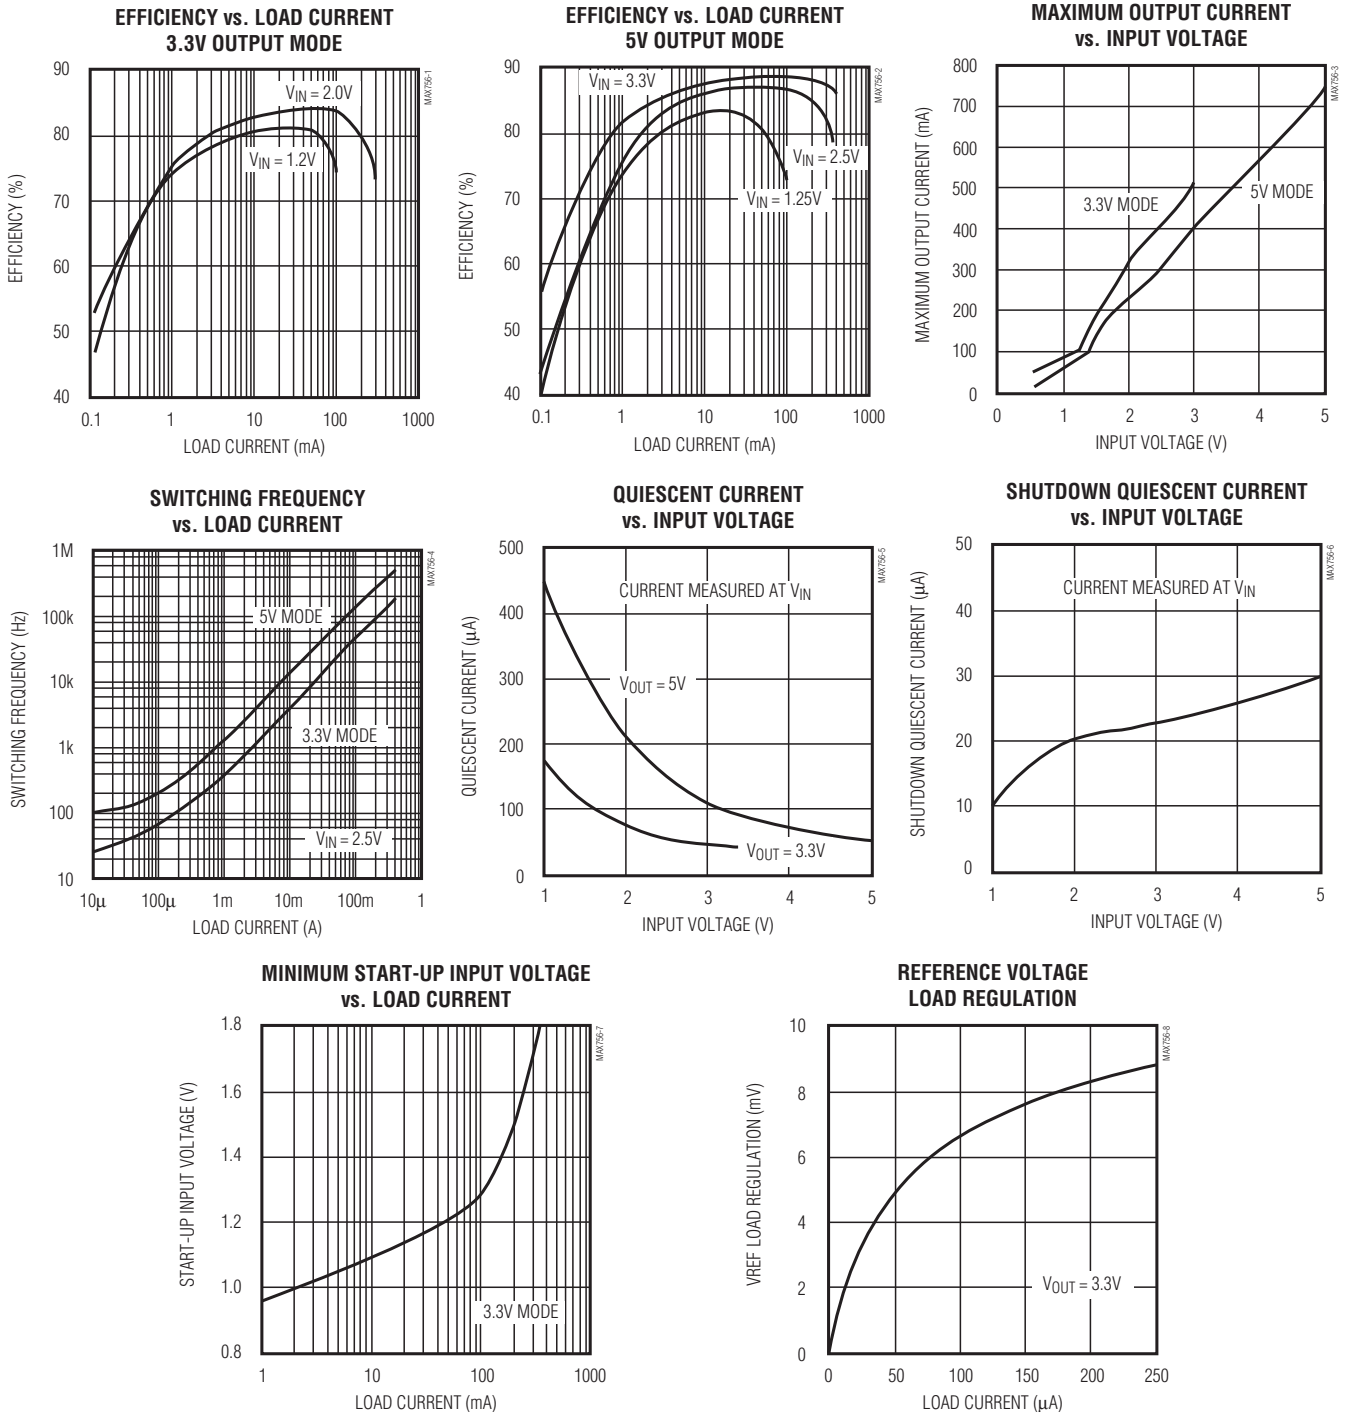 EFFICIENCY vs. LOAD CURRENT
3.3V OUTPUT MODE
90
80
70
60
50
40
EFFICIENCY (%)
VIN = 2.0V
VIN = 1.2V
MAX756-1
0.1 1 10 100 1000
LOAD CURRENT (mA)
EFFICIENCY vs. LOAD CURRENT
5V OUTPUT MODE
90
80
70
60
50
40
EFFICIENCY (%)
VIN = 3.3V
VIN = 2.5V
VIN = 1.25V
MAX756-2
0.1 1 10 100 1000
LOAD CURRENT (mA)
MAXIMUM OUTPUT CURRENT
vs. INPUT VOLTAGE
800
700
600
500
400
300
200
100
0
MAXIMUM OUTPUT CURRENT (mA)
3.3V MODE
5V MODE
MAX756-3
0 1 2 3 4 5
INPUT VOLTAGE (V)
SWITCHING FREQUENCY
vs. LOAD CURRENT
1M
100k
10k
1k
100
10
SWITCHING FREQUENCY (Hz)
5V MODE
3.3V MODE
VIN = 2.5V
MAX756-4
10µ 100µ 1m 10m 100m 1
LOAD CURRENT (A)
QUIESCENT CURRENT
vs. INPUT VOLTAGE
500
400
300
200
100
0
QUIESCENT CURRENT (µA)
CURRENT MEASURED AT VIN
VOUT = 5V
VOUT = 3.3V
MAX756-5
1 2 3 4 5
INPUT VOLTAGE (V)
SHUTDOWN QUIESCENT CURRENT
vs. INPUT VOLTAGE
50
40
30
20
10
0
SHUTDOWN QUIESCENT CURRENT (µA)
CURRENT MEASURED AT VIN
MAX756-6
1 2 3 4 5
INPUT VOLTAGE (V)
MINIMUM START-UP INPUT VOLTAGE
vs. LOAD CURRENT
1.8
1.6
1.4
1.2
1.0
0.8
START-UP INPUT VOLTAGE (V)
3.3V MODE
MAX756-7
1 10 100 1000
LOAD CURRENT (mA)
REFERENCE VOLTAGE
LOAD REGULATION
10
8
6
4
2
0
VREF LOAD REGULATION (mV)
VOUT = 3.3V
MAX756-8
0 50 100 150 200 250
LOAD CURRENT (µA)